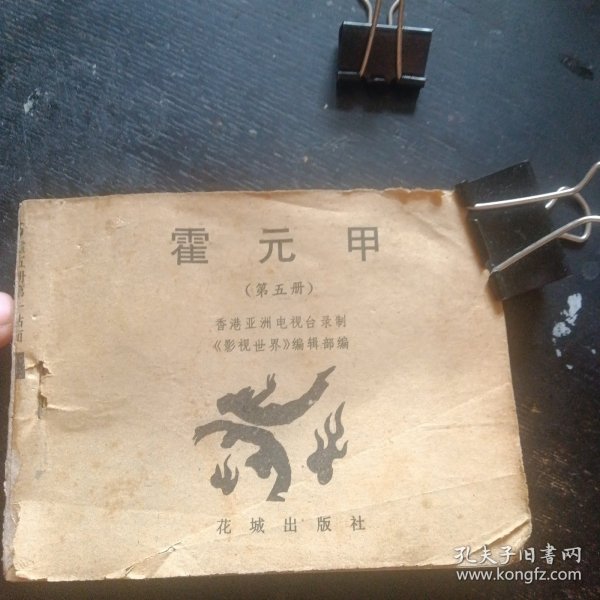 霍元甲
（第五册）
香港亚洲电视台录制
《影视世界》编辑部编
花城出版社
孔夫子旧書网
www.kongfz.com